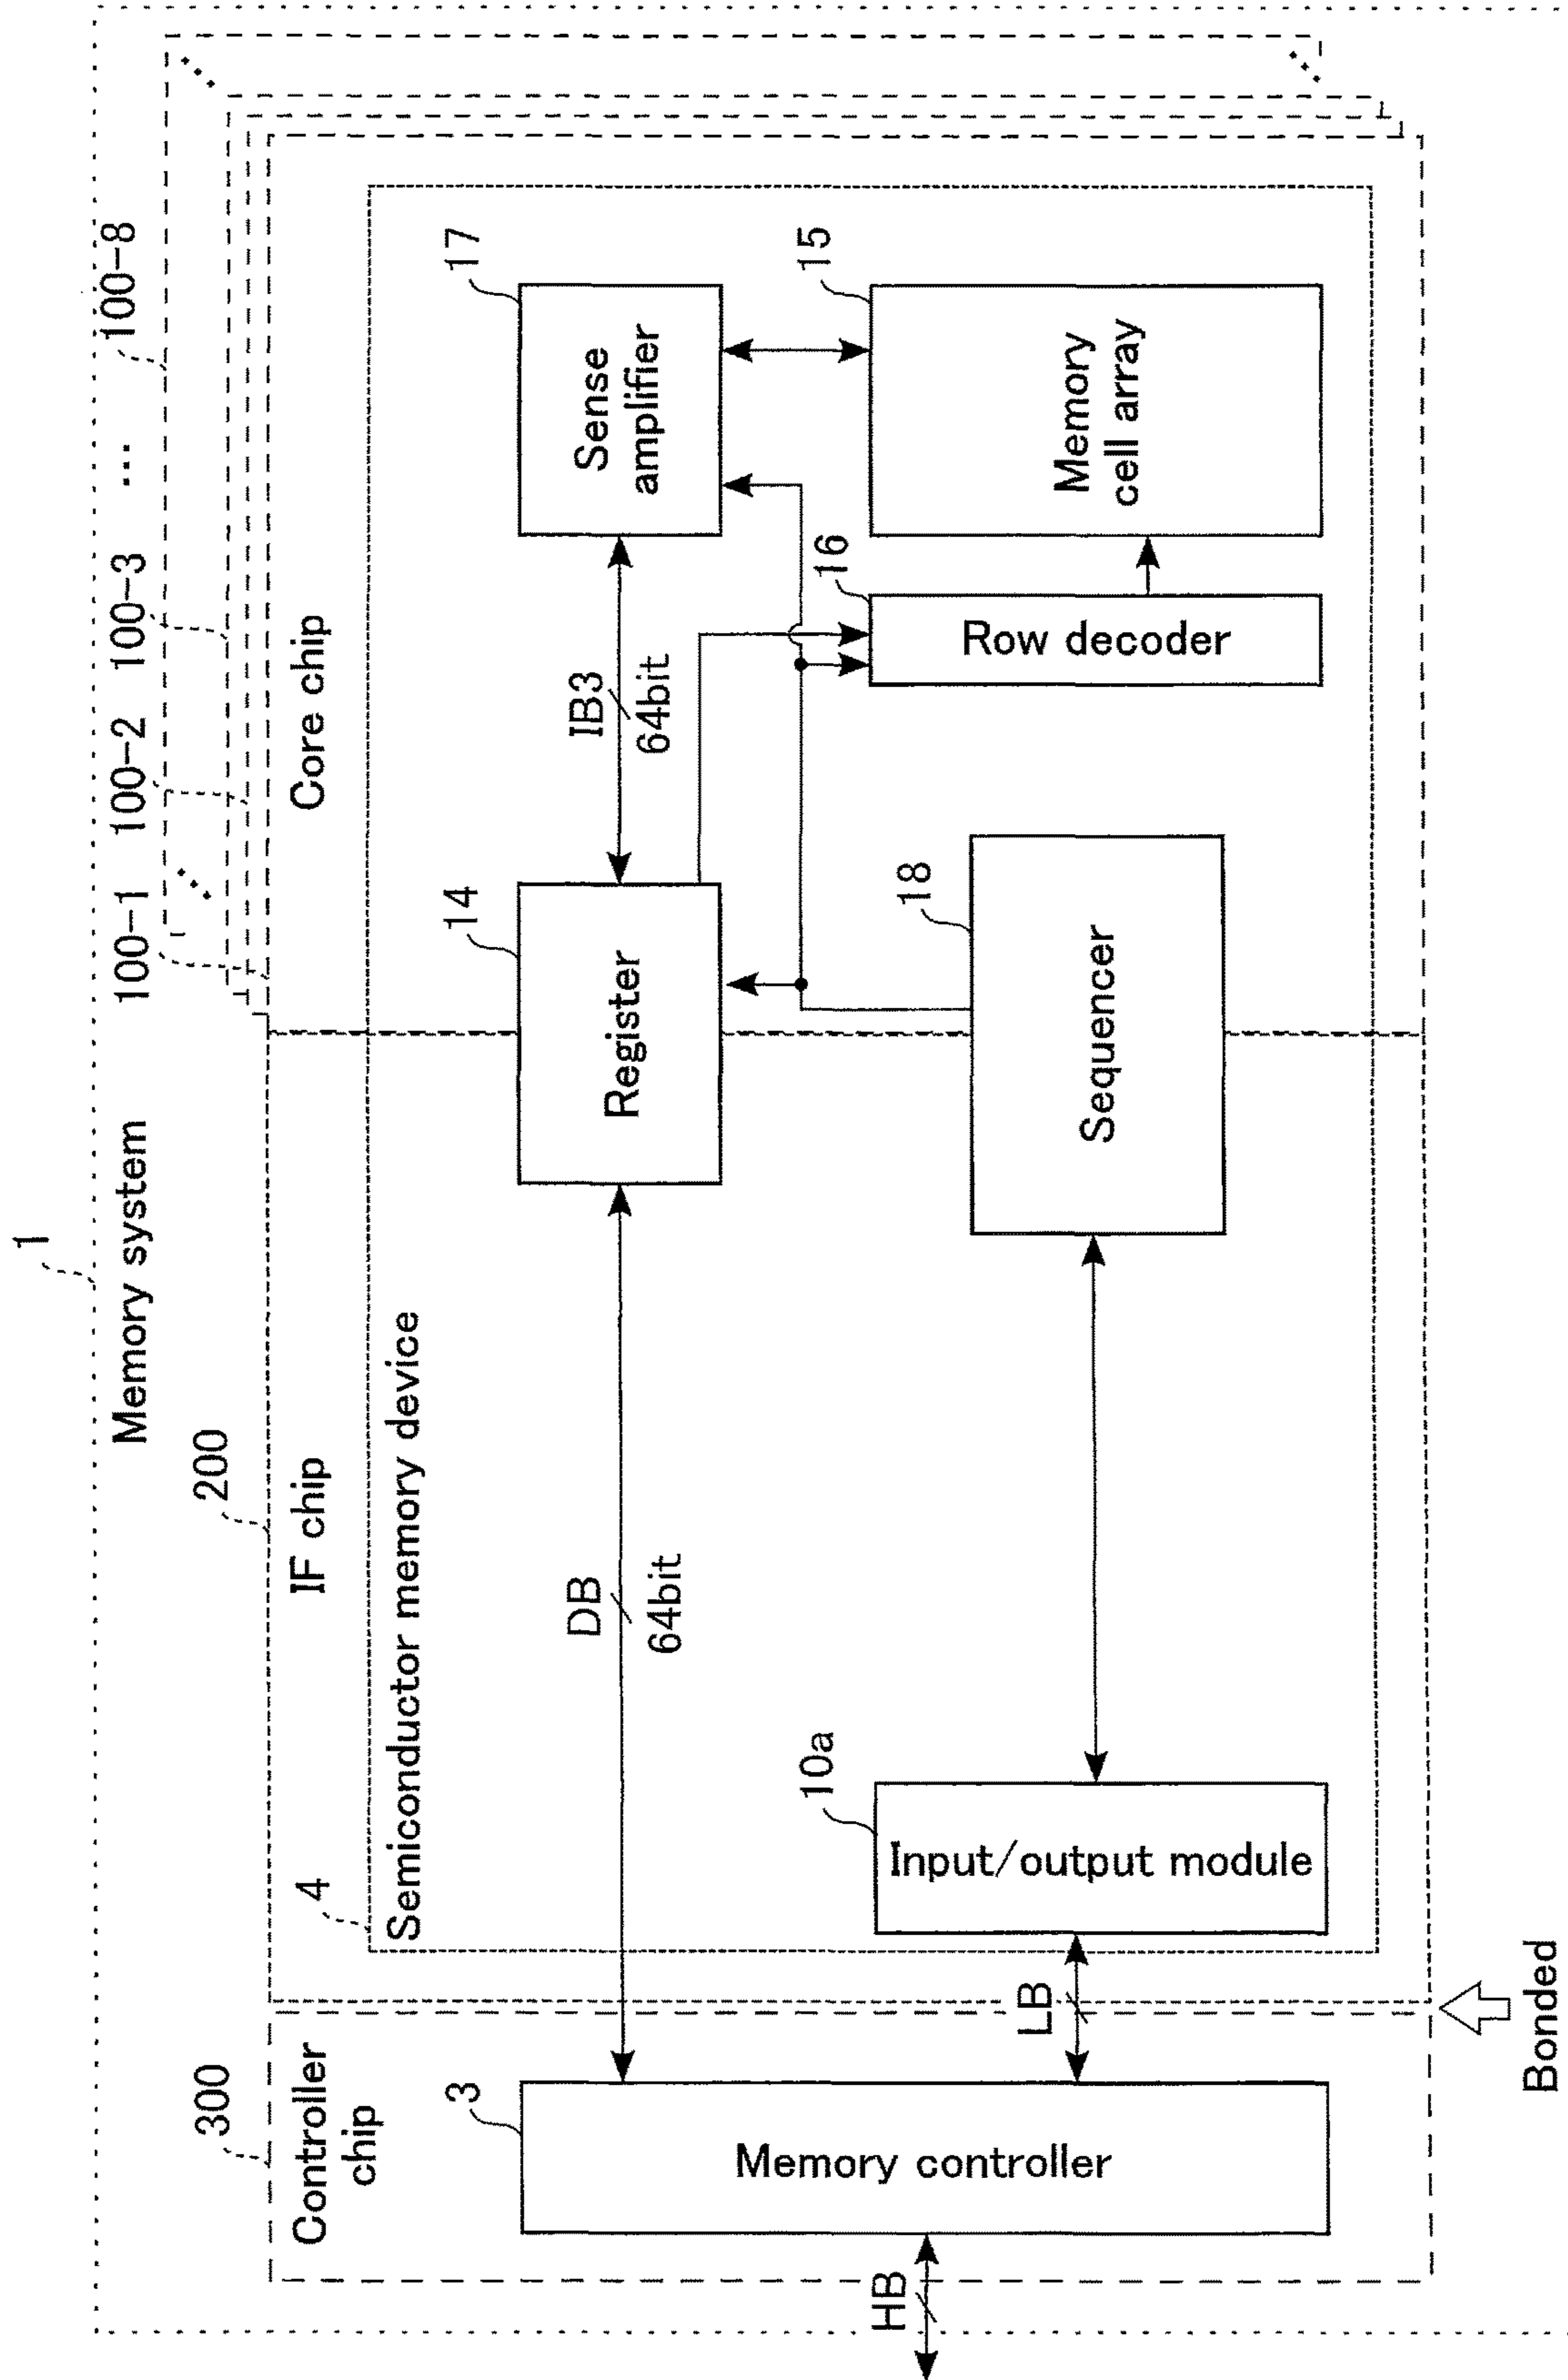 1
Memory system
300
200
100-1
100-2
100-3
...
100-8
Controller
chip
IF chip
Core chip
4
Semiconductor memory device
3
Memory controller
HB
DB
64bit
LB
10a
Input/output module
14
Register
IB3
64bit
17
Sense
amplifier
18
Sequencer
16
Row decoder
15
Memory
cell array
Bonded